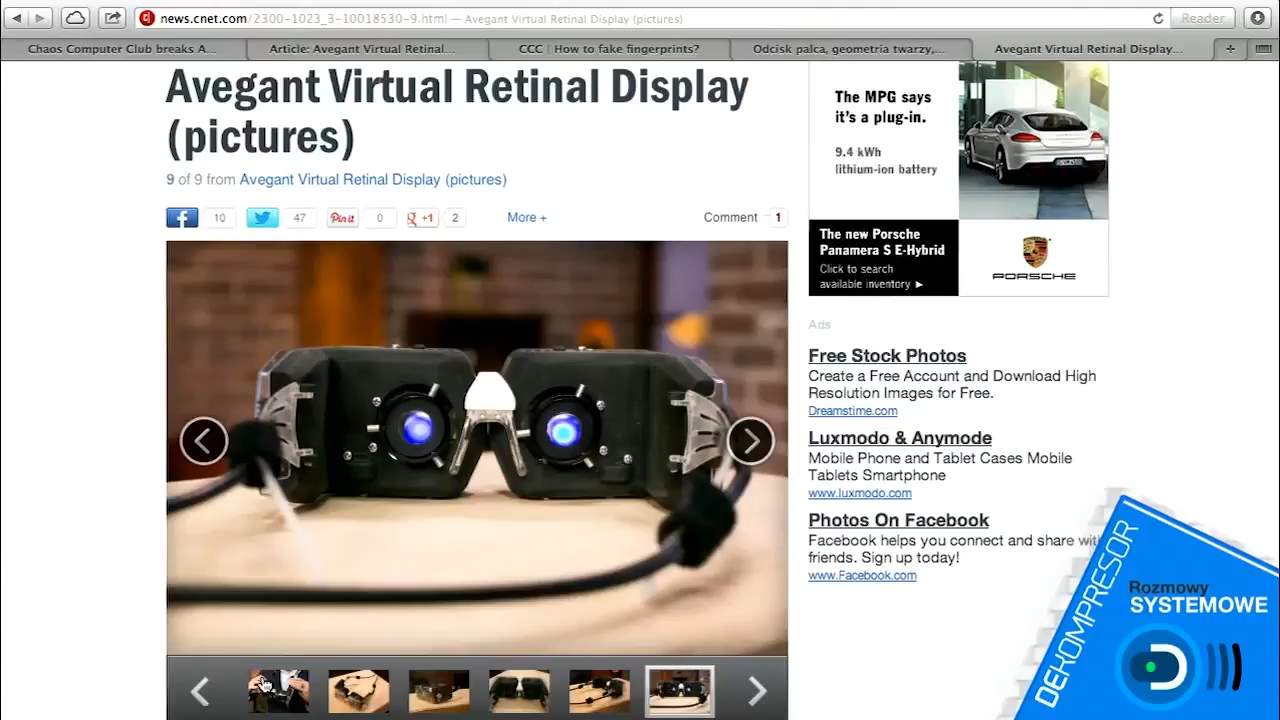 news.cnet.com/2300-1023_3-10018530-9.html — Avegant Virtual Retinal Display (pictures)
Reader
Chaos Computer Club breaks A...
Article: Avegant Virtual Retinal...
CCC | How to fake fingerprints?
Odcisk palca, geometria twarzy,...
Avegant Virtual Retinal Display...
Avegant Virtual Retinal Display
(pictures)
9 of 9 from Avegant Virtual Retinal Display (pictures)
10
47
Pin it
0
g +1
2
More +
Comment
1
The MPG says
it's a plug-in.
9.4 kWh
lithium-ion battery
The new Porsche
Panamera S E-Hybrid
Click to search
available inventory ►
PORSCHE
Ads
Free Stock Photos
Create a Free Account and Download High
Resolution Images for Free.
Dreamstime.com
Luxmodo & Anymode
Mobile Phone and Tablet Cases Mobile
Tablets Smartphone
www.luxmodo.com
Photos On Facebook
Facebook helps you connect and share with
friends. Sign up today!
www.Facebook.com
DEKOMPRESOR
Rozmowy
SYSTEMOWE